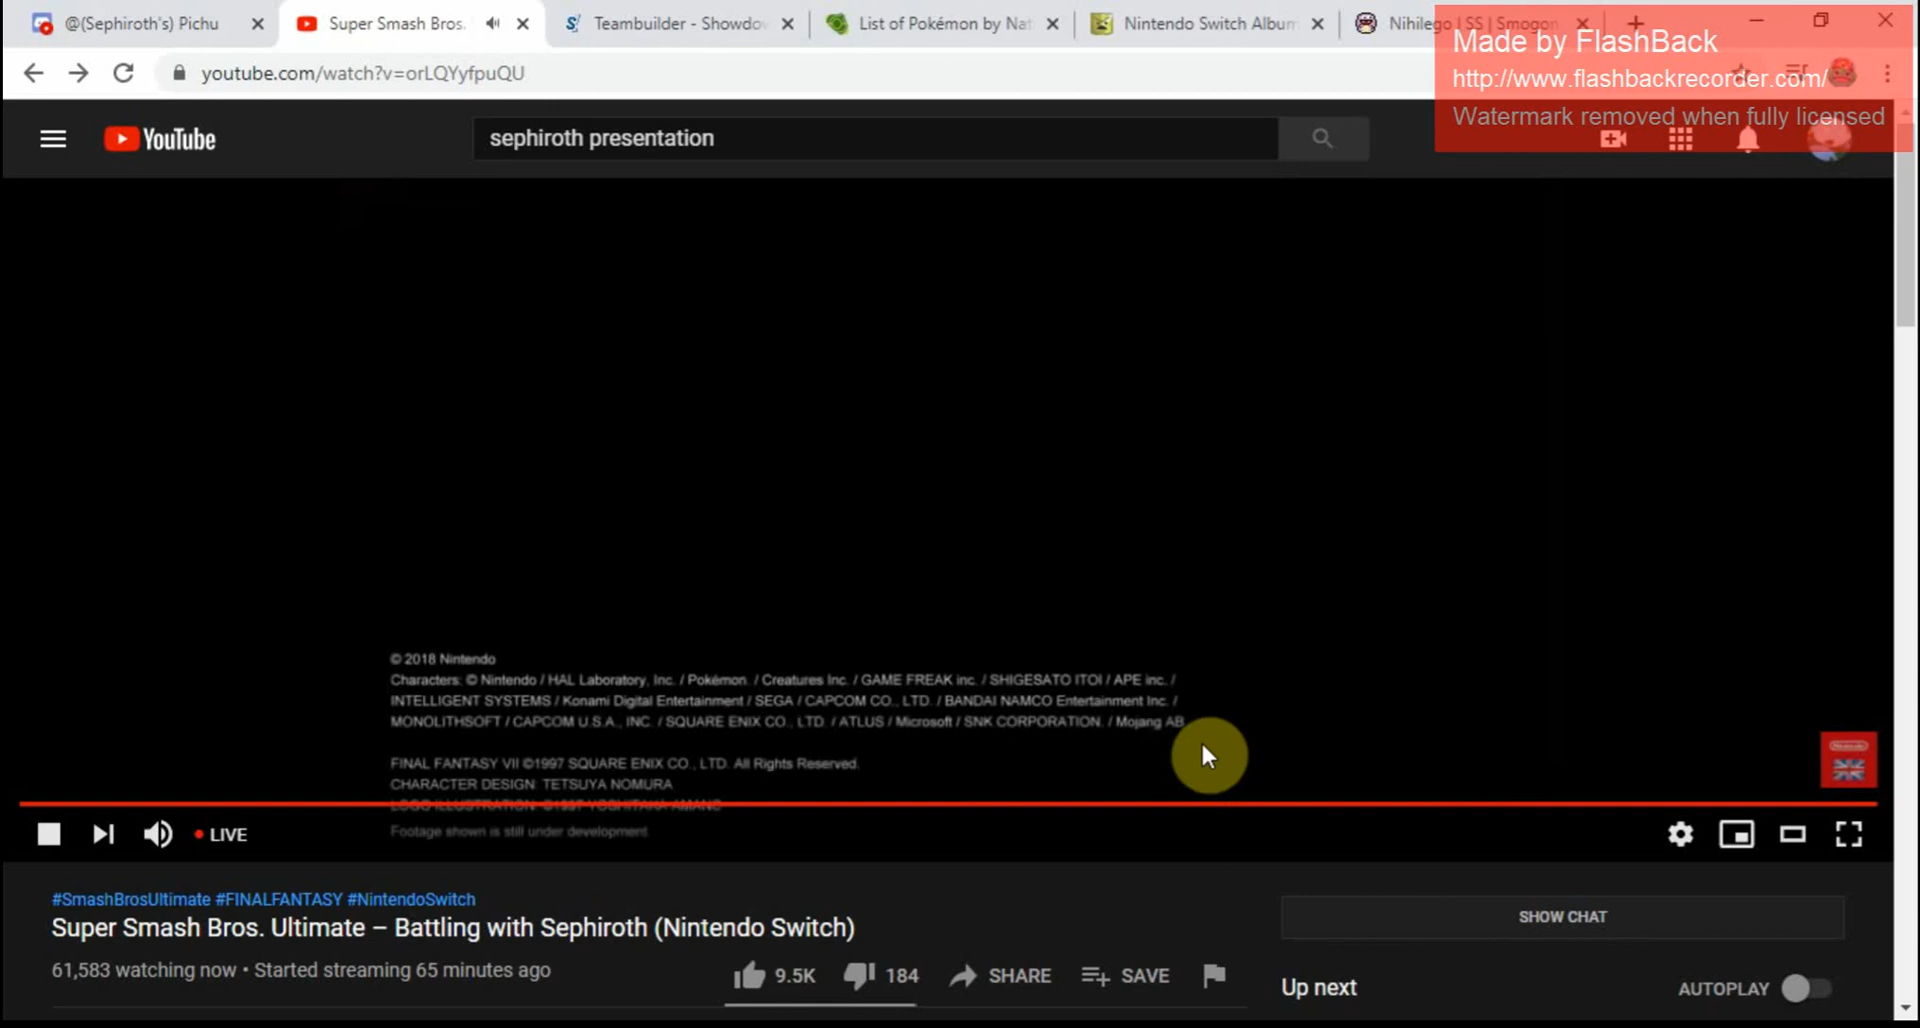 @(Sephiroth's) Pichu
Super Smash Bros.
Teambuilder - Showdo
List of Pokémon by Nat
Nintendo Switch Album
Nihilego | SS | Smogon
Made by FlashBack
http://www.flashbackrecorder.com/
Watermark removed when fully licensed
youtube.com/watch?v=orLQYyfpuQU
YouTube
sephiroth presentation
© 2018 Nintendo
Characters: © Nintendo / HAL Laboratory, Inc. / Pokémon. / Creatures Inc. / GAME FREAK inc. / SHIGESATO ITOI / APE inc. /
INTELLIGENT SYSTEMS / Konami Digital Entertainment / SEGA / CAPCOM CO., LTD. / BANDAI NAMCO Entertainment Inc. /
MONOLITHSOFT / CAPCOM U.S.A., INC. / SQUARE ENIX CO., LTD. / ATLUS / Microsoft / SNK CORPORATION. / Mojang AB
FINAL FANTASY VII ©1997 SQUARE ENIX CO., LTD. All Rights Reserved.
CHARACTER DESIGN: TETSUYA NOMURA
LOGO ILLUSTRATION: ©1997 YOSHITAKA AMANO
Footage shown is still under development.
Nintendo
LIVE
#SmashBrosUltimate #FINALFANTASY #NintendoSwitch
Super Smash Bros. Ultimate – Battling with Sephiroth (Nintendo Switch)
61,583 watching now • Started streaming 65 minutes ago
9.5K
184
SHARE
SAVE
SHOW CHAT
Up next
AUTOPLAY